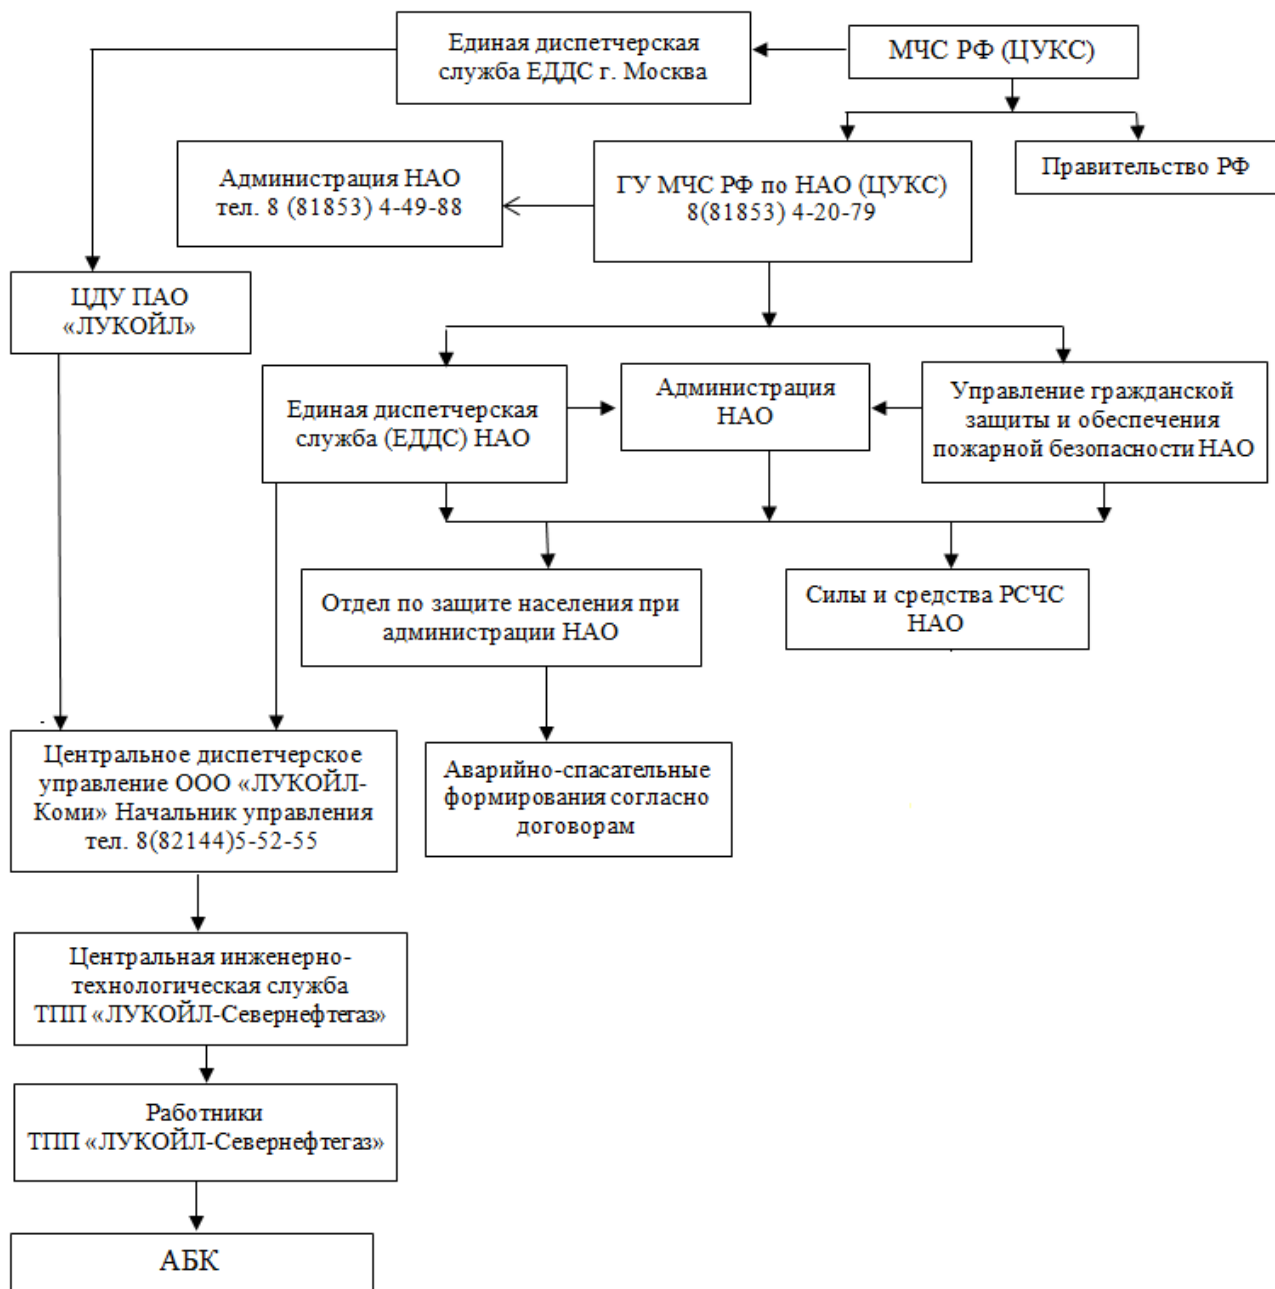 Единая диспетчерская
служба ЕДДС г. Москва
МЧС РФ (ЦУКС)
Администрация НАО
тел. 8 (81853) 4-49-88
ГУ МЧС РФ по НАО (ЦУКС)
8(81853) 4-20-79
Правительство РФ
ЦДУ ПАО
«ЛУКОЙЛ»
Единая диспетчерская
служба (ЕДДС) НАО
Администрация
НАО
Управление гражданской
защиты и обеспечения
пожарной безопасности НАО
Отдел по защите населения при
администрации НАО
Силы и средства РСЧС
НАО
Центральное диспетчерское
управление ООО «ЛУКОЙЛ-
Коми» Начальник управления
тел. 8(82144)5-52-55
Аварийно-спасательные
формирования согласно
договорам
Центральная инженерно-
технологическая служба
ТПП «ЛУКОЙЛ-Севернефтегаз»
Работники
ТПП «ЛУКОЙЛ-Севернефтегаз»
АБК